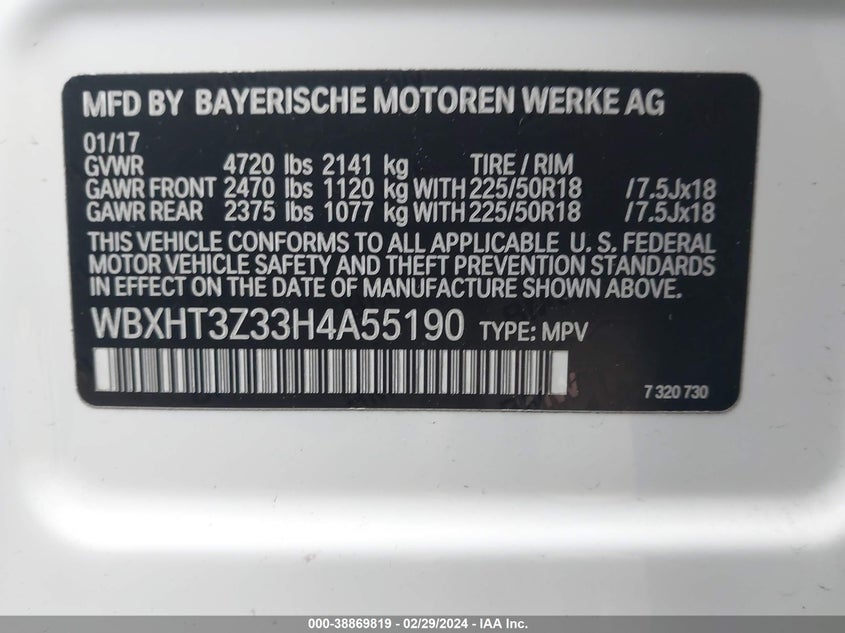 MFD BY BAYERISCHE MOTOREN WERKE AG
01/17
GVWR 4720 lbs 2141 kg TIRE / RIM
GAWR FRONT 2470 lbs 1120 kg WITH 225/50R18 /7.5Jx18
GAWR REAR 2375 lbs 1077 kg WITH 225/50R18 /7.5Jx18
THIS VEHICLE CONFORMS TO ALL APPLICABLE U. S. FEDERAL
MOTOR VEHICLE SAFETY AND THEFT PREVENTION STANDARDS
IN EFFECT ON THE DATE OF MANUFACTURE SHOWN ABOVE.
WBXHT3Z33H4A55190 TYPE: MPV
7 320 730
000-38869819 / 02/29/2024 - IAA Inc.